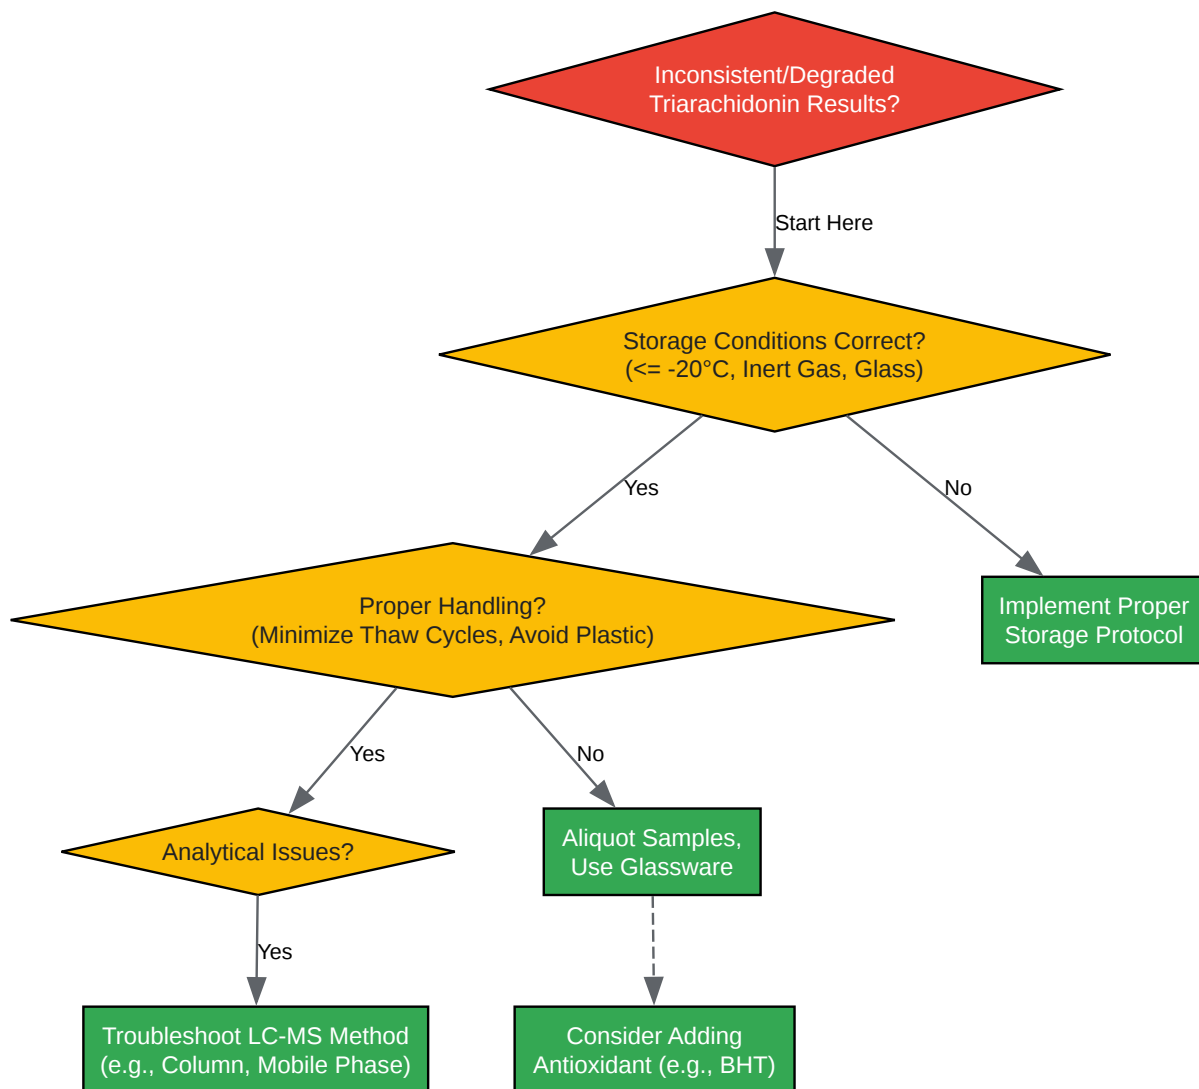 Inconsistent/Degraded
Triarachidonin Results?
Start Here
Storage Conditions Correct?
(<= -20°C, Inert Gas, Glass)
Yes
No
Proper Handling?
(Minimize Thaw Cycles, Avoid Plastic)
Implement Proper
Storage Protocol
Yes
No
Analytical Issues?
Aliquot Samples,
Use Glassware
Yes
Troubleshoot LC-MS Method
(e.g., Column, Mobile Phase)
Consider Adding
Antioxidant (e.g., BHT)